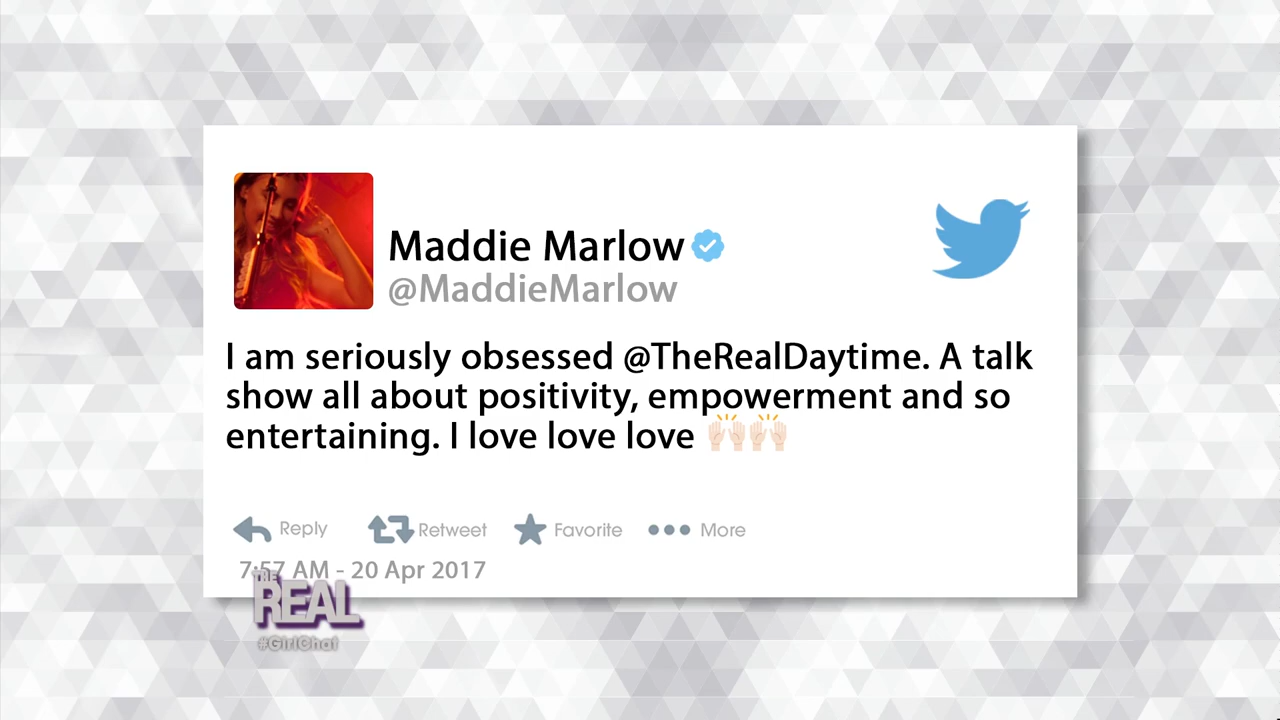 Maddie Marlow
@MaddieMarlow
I am seriously obsessed @TheRealDaytime. A talk
show all about positivity, empowerment and so
entertaining. I love love love 🙌🏻🙌🏻
Reply Retweet Favorite More
7:57 AM - 20 Apr 2017
THE
REAL
#GirlChat